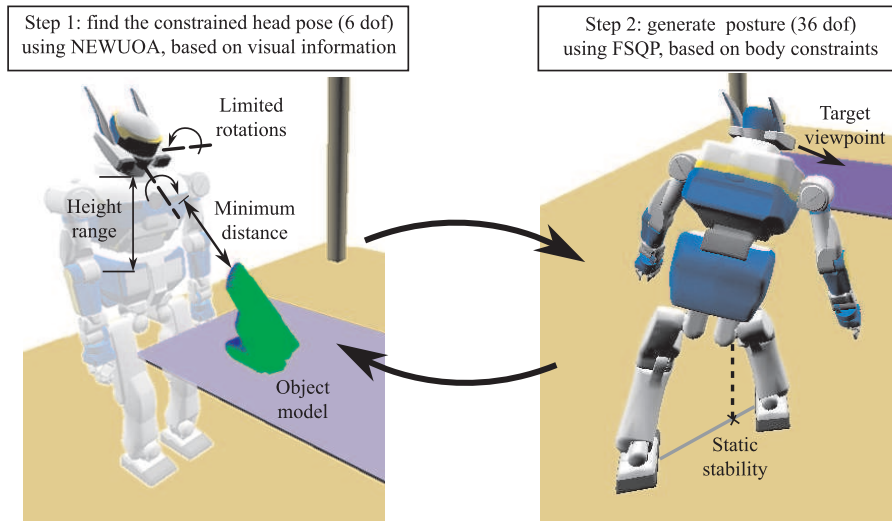 Step 1: find the constrained head pose (6 dof)
using NEWUOA, based on visual information
Step 2: generate posture (36 dof)
using FSQP, based on body constraints
Limited
rotations
Height
range
Minimum
distance
Object
model
Target
viewpoint
Static
stability